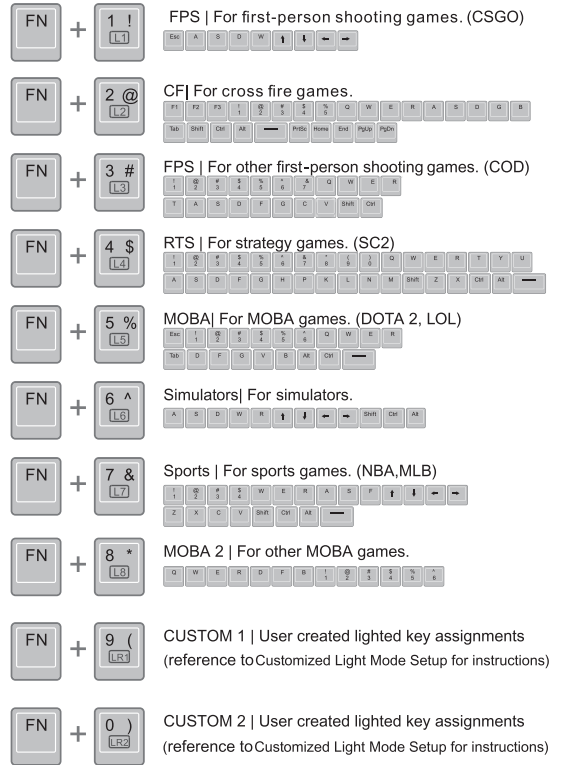 FN + 1 ! L1 FPS | For first-person shooting games. (CSGO)
Esc A S D W ⬆ ⬇ ⬅ ➡
FN + 2 @ L2 CF| For cross fire games.
F1 F2 F3 ! 1 @ 2 # 3 $ 4 % 5 Q W E R A S D G B
Tab Shift Ctrl Alt — PrtSc Home End PgUp PgDn
FN + 3 # L3 FPS | For other first-person shooting games. (COD)
! 1 @ 2 # 3 $ 4 % 5 ^ 6 & 7 Q W E R
T A S D F G C V Shift Ctrl
FN + 4 $ L4 RTS | For strategy games. (SC2)
! 1 @ 2 # 3 $ 4 % 5 ^ 6 & 7 * 8 ( 9 ) 0 Q W E R T Y U
A S D F G H P K L N M Shift Z X Ctrl Alt —
FN + 5 % L5 MOBA| For MOBA games. (DOTA 2, LOL)
Esc ! 1 @ 2 # 3 $ 4 % 5 ^ 6 Q W E R
Tab D F G V B Alt Ctrl —
FN + 6 ^ L6 Simulators| For simulators.
A S D W R ⬆ ⬇ ⬅ ➡ Shift Ctrl Alt
FN + 7 & L7 Sports | For sports games. (NBA,MLB)
! 1 @ 2 # 3 $ 4 W E R A S F ⬆ ⬇ ⬅ ➡
Z X C V Shift Ctrl Alt —
FN + 8 * L8 MOBA 2 | For other MOBA games.
Q W E R D F B ! 1 @ 2 # 3 $ 4 % 5 ^ 6
FN + 9 ( LR1 CUSTOM 1 | User created lighted key assignments
(reference to Customized Light Mode Setup for instructions)
FN + 0 ) LR2 CUSTOM 2 | User created lighted key assignments
(reference to Customized Light Mode Setup for instructions)